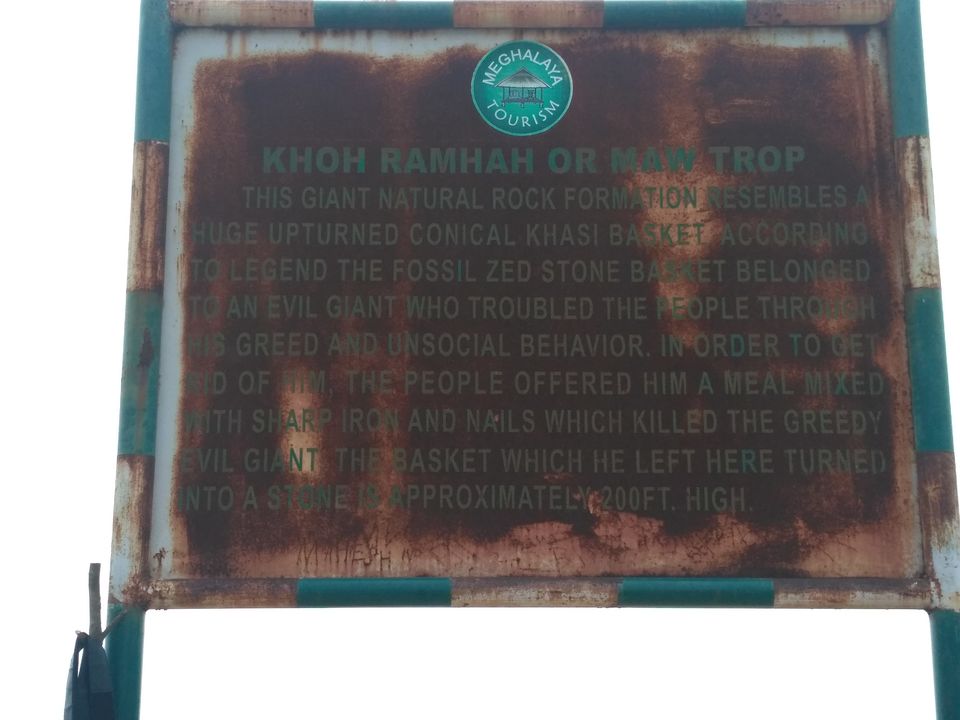 MEGHALAYA
TOURISM
KHOH RAMHAH OR MAW TROP
THIS GIANT NATURAL ROCK FORMATION RESEMBLES A
HUGE UPTURNED CONICAL KHASI BASKET. ACCORDING
TO LEGEND THE FOSSIL ZED STONE BASKET BELONGED
TO AN EVIL GIANT WHO TROUBLED THE PEOPLE THROUGH
HIS GREED AND UNSOCIAL BEHAVIOR. IN ORDER TO GET
RID OF HIM, THE PEOPLE OFFERED HIM A MEAL MIXED
WITH SHARP IRON AND NAILS WHICH KILLED THE GREEDY
EVIL GIANT. THE BASKET WHICH HE LEFT HERE TURNED
INTO A STONE IS APPROXIMATELY 200FT. HIGH.